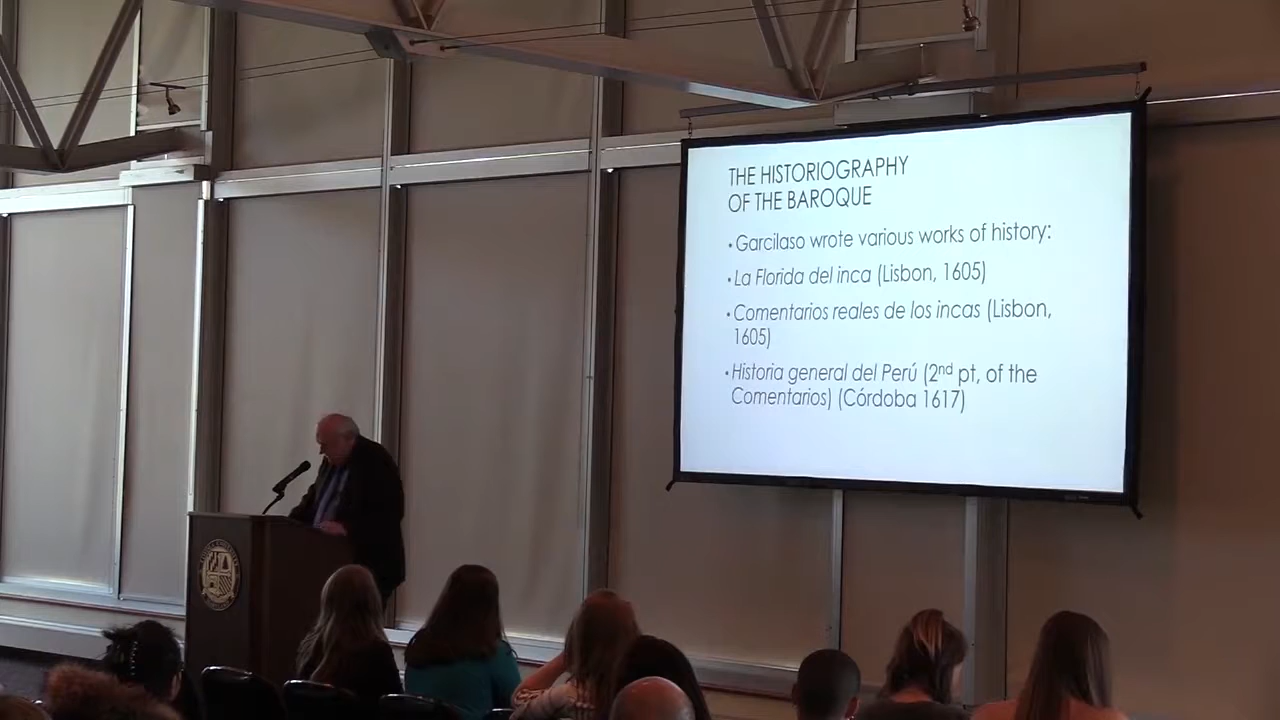 THE HISTORIOGRAPHY
OF THE BAROQUE
• Garcilaso wrote various works of history:
• La Florida del inca (Lisbon, 1605)
• Comentarios reales de los incas (Lisbon,
1605)
• Historia general del Perú (2nd pt, of the
Comentarios) (Córdoba 1617)